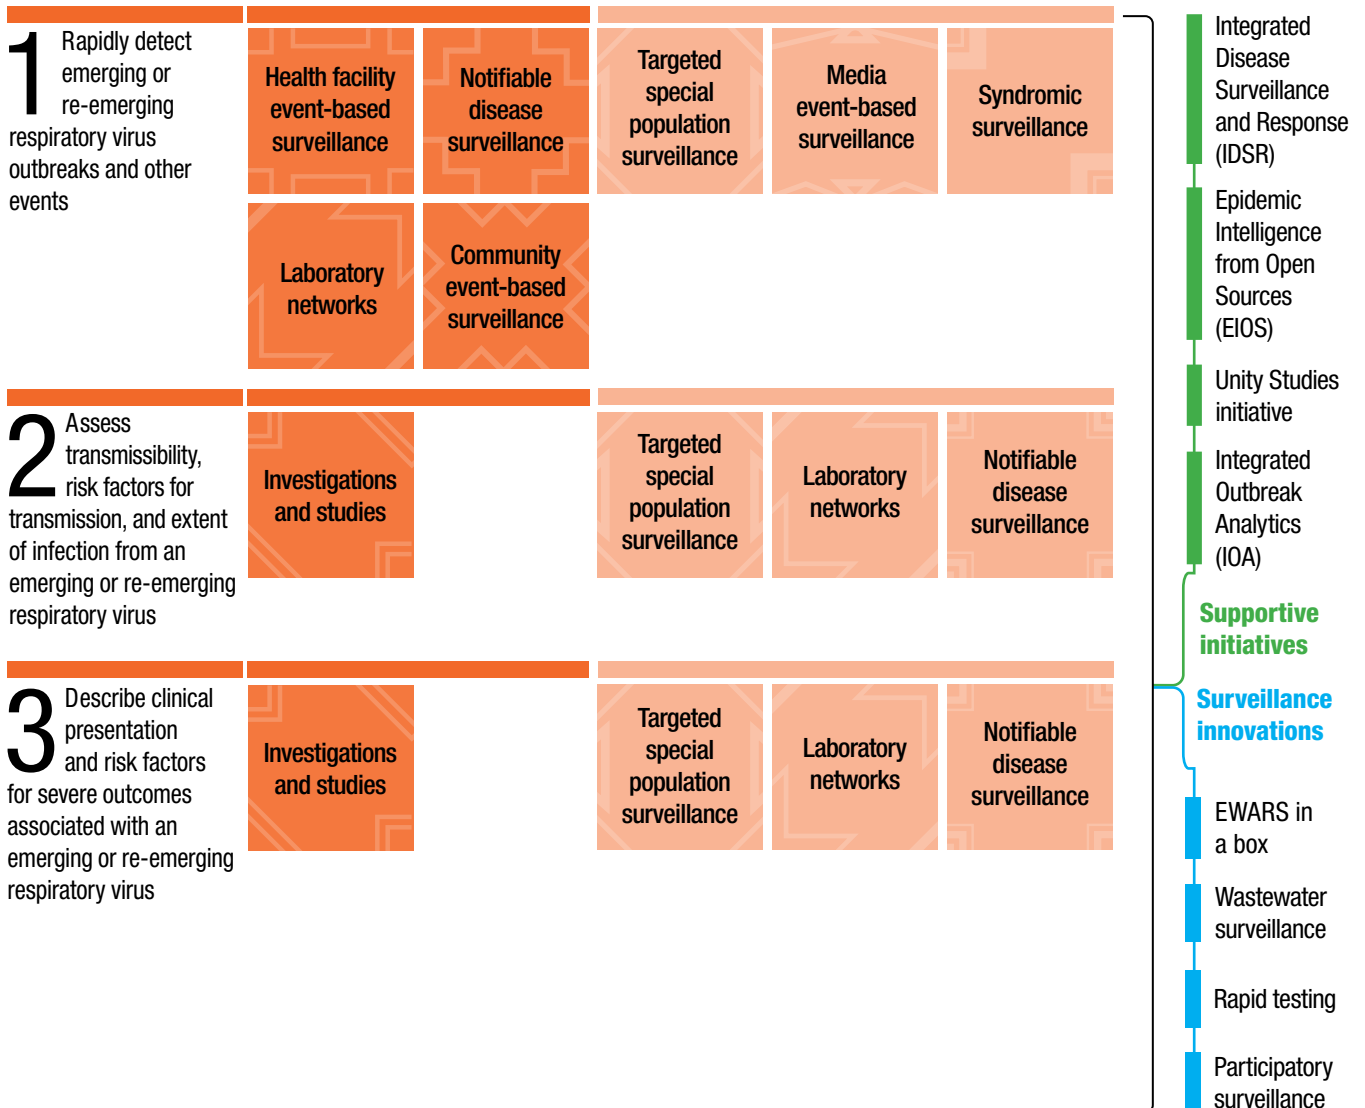 1 Rapidly detect
emerging or
re-emerging
respiratory virus
outbreaks and other
events
Health facility
event-based
surveillance
Notifiable
disease
surveillance
Targeted
special
population
surveillance
Media
event-based
surveillance
Syndromic
surveillance
Laboratory
networks
Community
event-based
surveillance
2 Assess
transmissibility,
risk factors for
transmission, and extent
of infection from an
emerging or re-emerging
respiratory virus
Investigations
and studies
Targeted
special
population
surveillance
Laboratory
networks
Notifiable
disease
surveillance
3 Describe clinical
presentation
and risk factors
for severe outcomes
associated with an
emerging or re-emerging
respiratory virus
Investigations
and studies
Targeted
special
population
surveillance
Laboratory
networks
Notifiable
disease
surveillance
Integrated
Disease
Surveillance
and Response
(IDSR)
Epidemic
Intelligence
from Open
Sources
(EIOS)
Unity Studies
initiative
Integrated
Outbreak
Analytics
(IOA)
Supportive
initiatives
Surveillance
innovations
EWARS in
a box
Wastewater
surveillance
Rapid testing
Participatory
surveillance